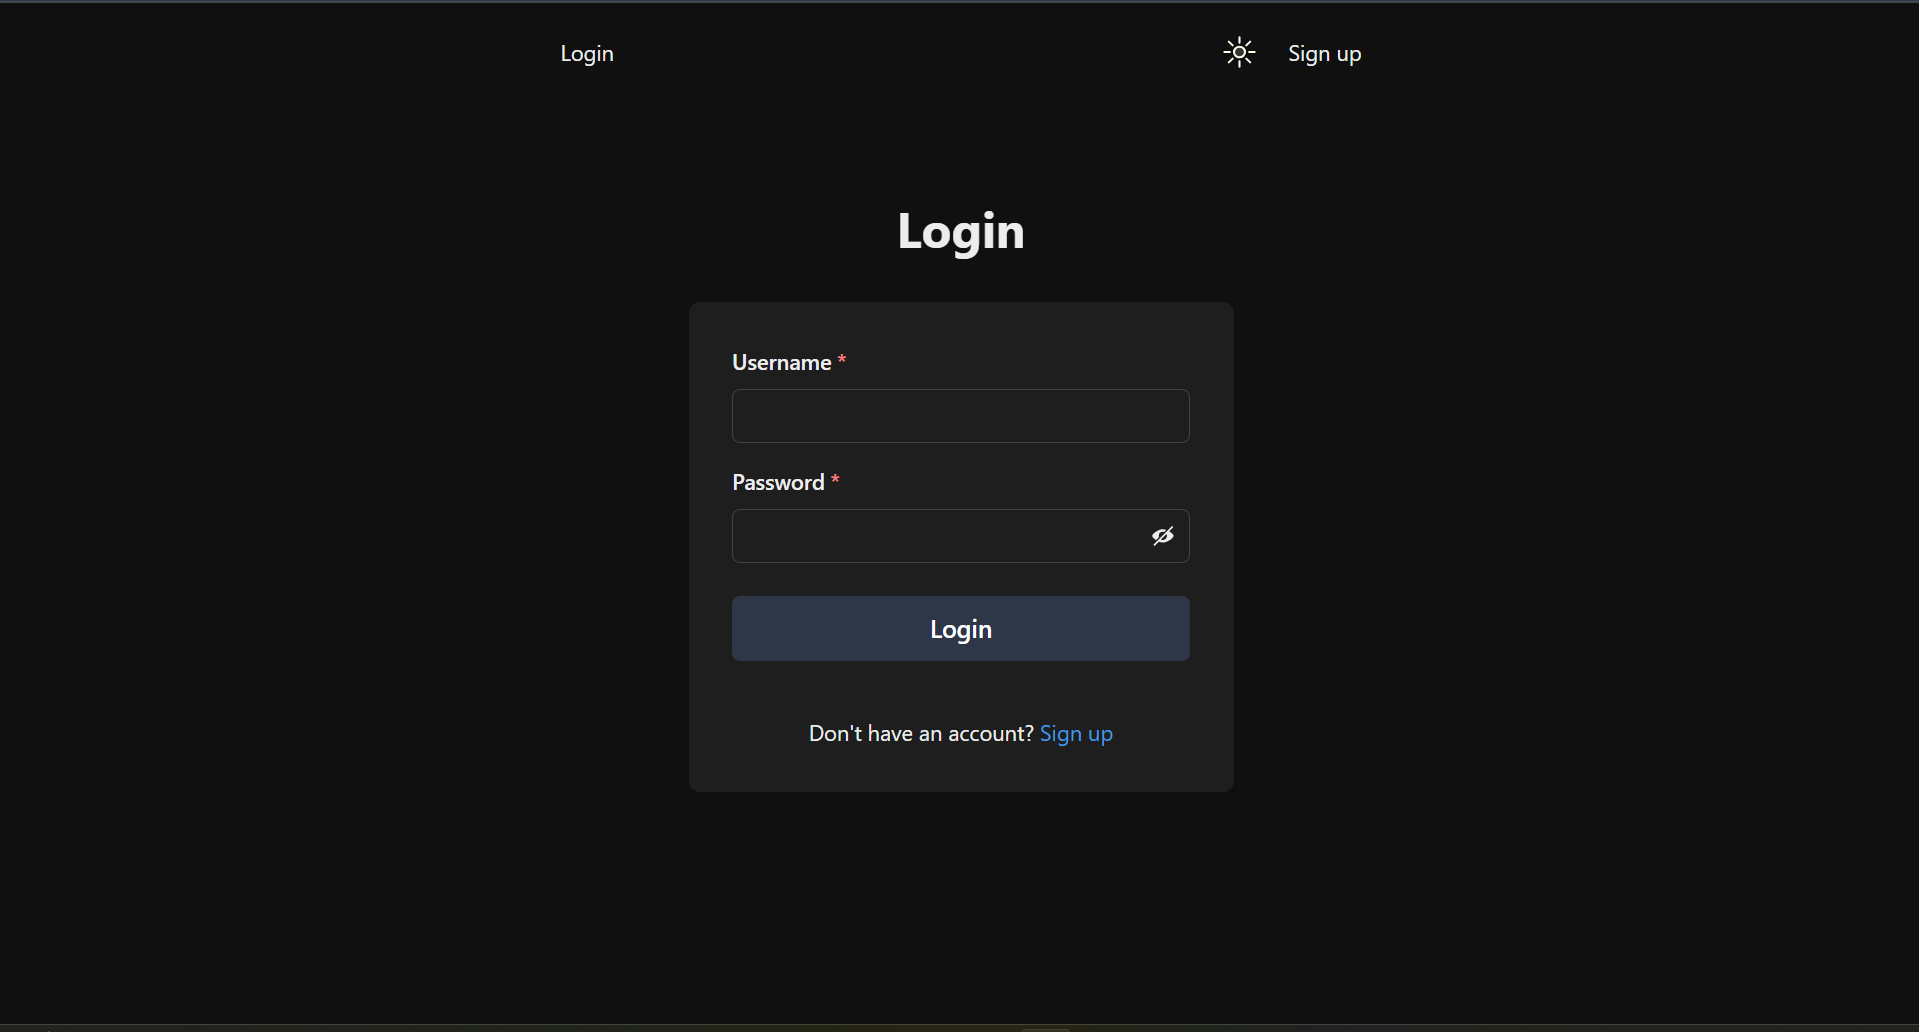 Login
Sign up
Login
Username *
Password *
Login
Don't have an account? Sign up